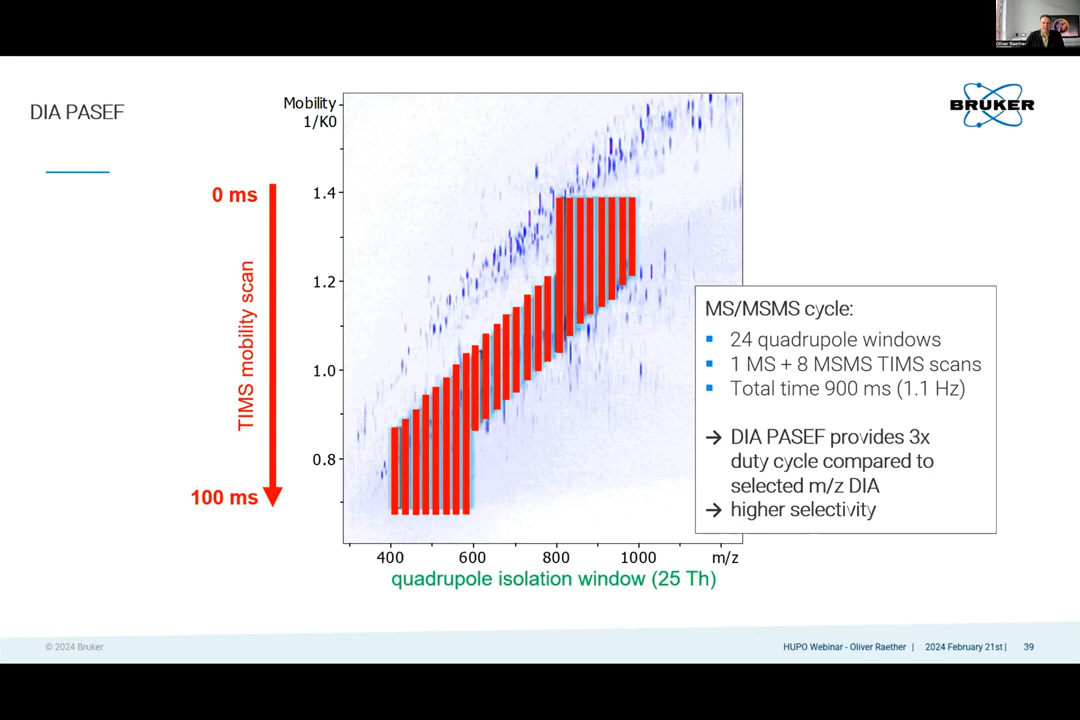 Oliver Raether
DIA PASEF
BRUKER
Mobility
1/K0
1.4
1.2
1.0
0.8
0 ms
TIMS mobility scan
100 ms
400 600 800 1000 m/z
quadrupole isolation window (25 Th)
MS/MSMS cycle:
▪ 24 quadrupole windows
▪ 1 MS + 8 MSMS TIMS scans
▪ Total time 900 ms (1.1 Hz)
→ DIA PASEF provides 3x
duty cycle compared to
selected m/z DIA
→ higher selectivity
© 2024 Bruker
HUPO Webinar - Oliver Raether | 2024 February 21st | 39